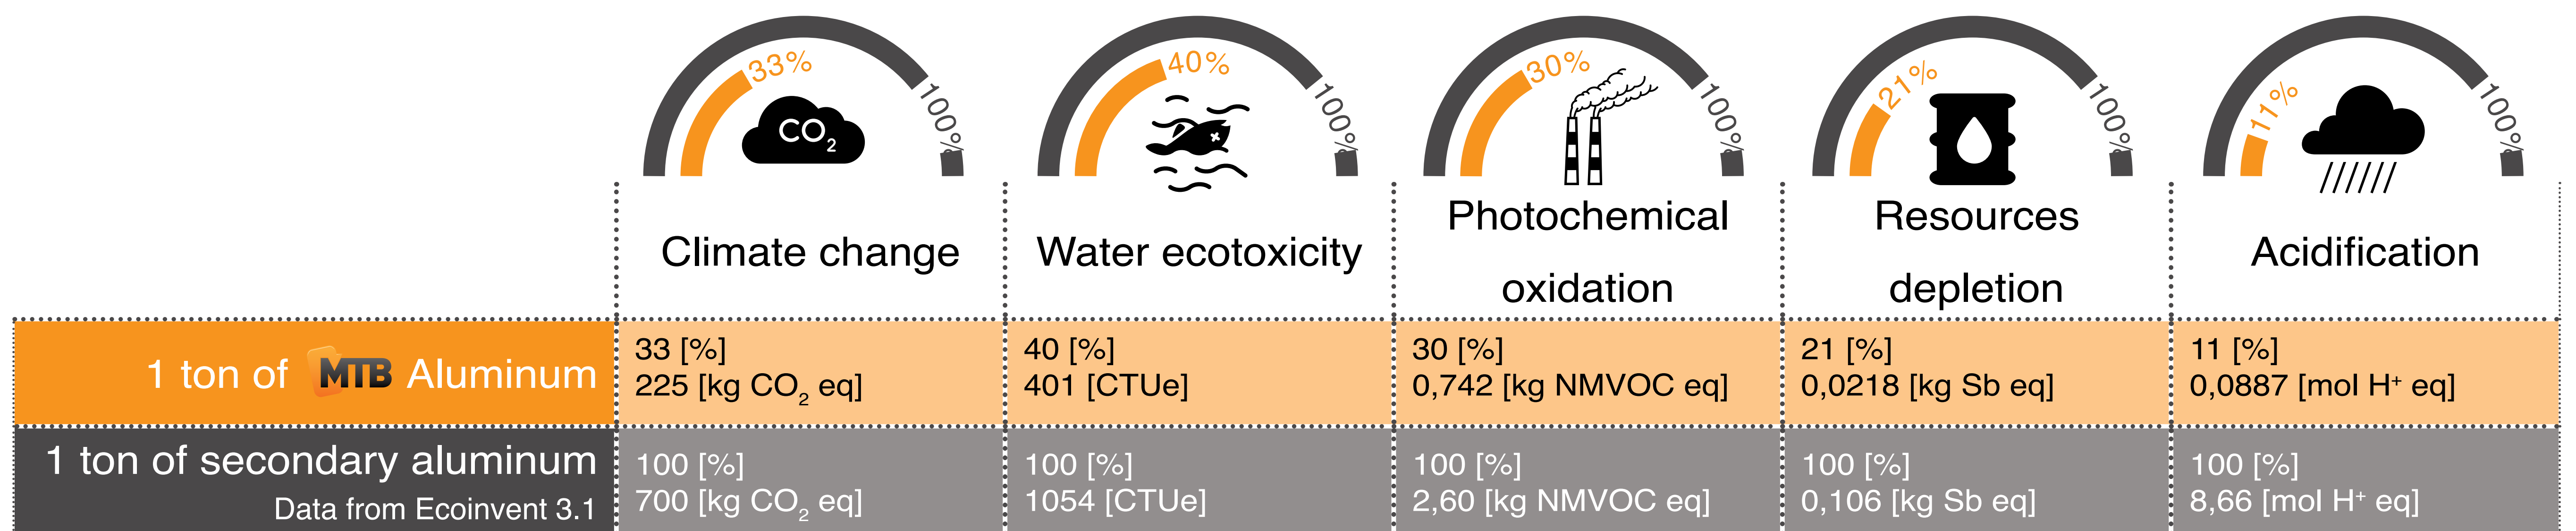 33%
100%
CO₂
40%
100%
30%
100%
21%
100%
11%
100%
Climate change
Water ecotoxicity
Photochemical
oxidation
Resources
depletion
Acidification
1 ton of MTB Aluminum
33 [%]
225 [kg CO₂ eq]
40 [%]
401 [CTUe]
30 [%]
0,742 [kg NMVOC eq]
21 [%]
0,0218 [kg Sb eq]
11 [%]
0,0887 [mol H⁺ eq]
1 ton of secondary aluminum
Data from Ecoinvent 3.1
100 [%]
700 [kg CO₂ eq]
100 [%]
1054 [CTUe]
100 [%]
2,60 [kg NMVOC eq]
100 [%]
0,106 [kg Sb eq]
100 [%]
8,66 [mol H⁺ eq]